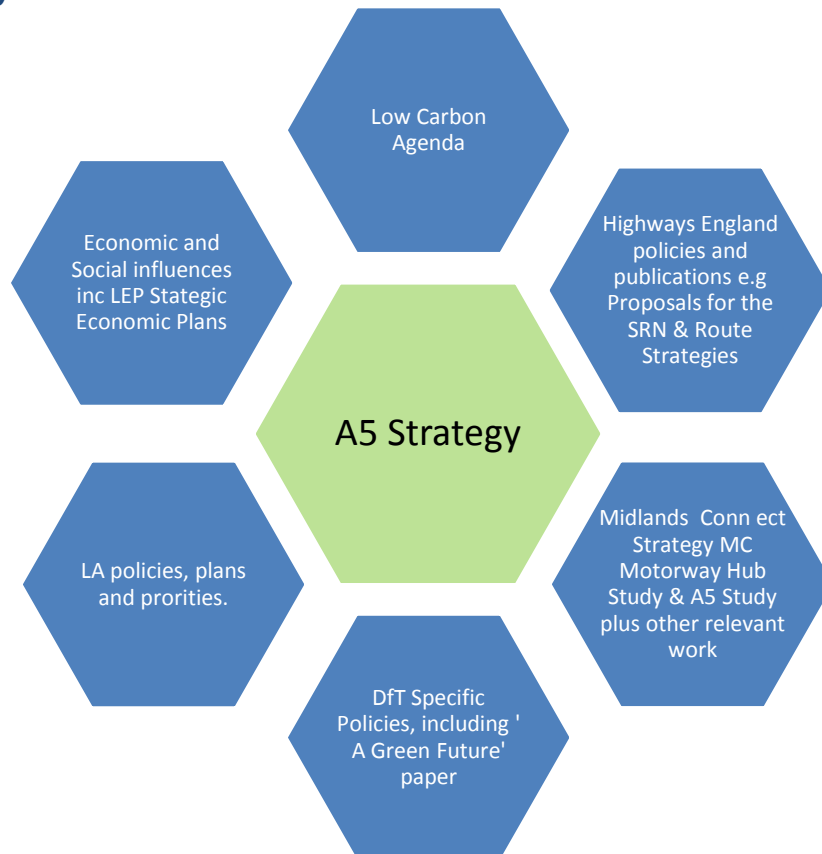 Low Carbon
Agenda
Economic and
Social influences
inc LEP Stategic
Economic Plans
Highways England
policies and
publications e.g
Proposals for the
SRN & Route
Strategies
A5 Strategy
LA policies, plans
and prorities.
Midlands  Conn ect
Strategy MC
Motorway Hub
Study & A5 Study
plus other relevant
work
DfT Specific
Policies, including '
A Green Future'
paper